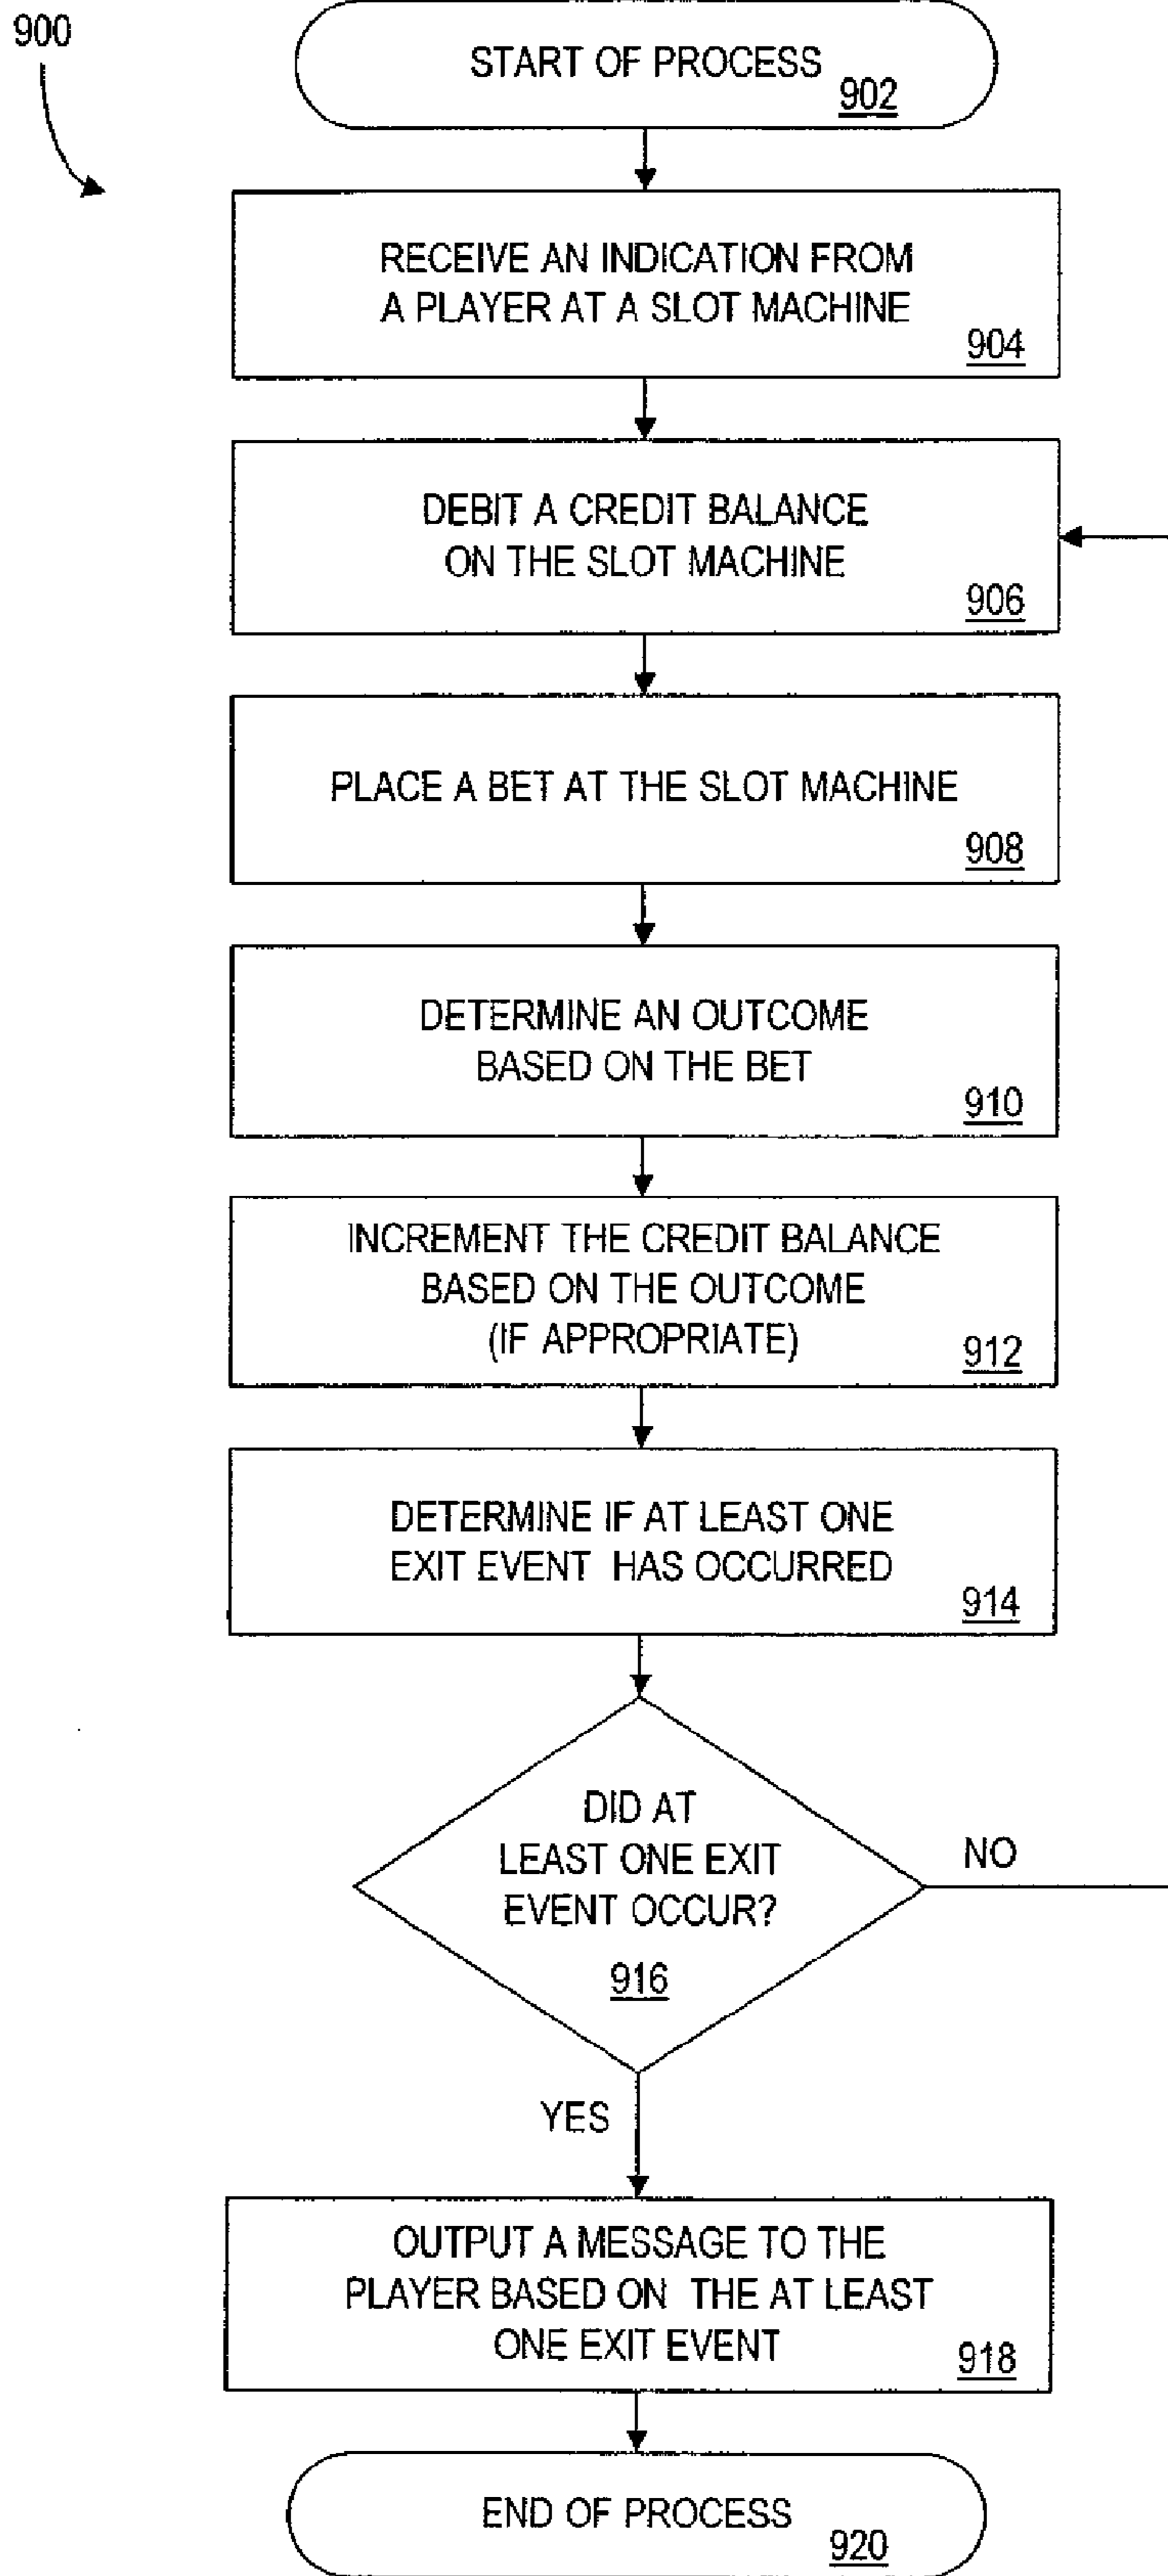 900
START OF PROCESS
902
RECEIVE AN INDICATION FROM
A PLAYER AT A SLOT MACHINE
904
DEBIT A CREDIT BALANCE
ON THE SLOT MACHINE
906
PLACE A BET AT THE SLOT MACHINE
908
DETERMINE AN OUTCOME
BASED ON THE BET
910
INCREMENT THE CREDIT BALANCE
BASED ON THE OUTCOME
(IF APPROPRIATE)
912
DETERMINE IF AT LEAST ONE
EXIT EVENT HAS OCCURRED
914
DID AT
LEAST ONE EXIT
EVENT OCCUR?
916
NO
YES
OUTPUT A MESSAGE TO THE
PLAYER BASED ON THE AT LEAST
ONE EXIT EVENT
918
END OF PROCESS
920